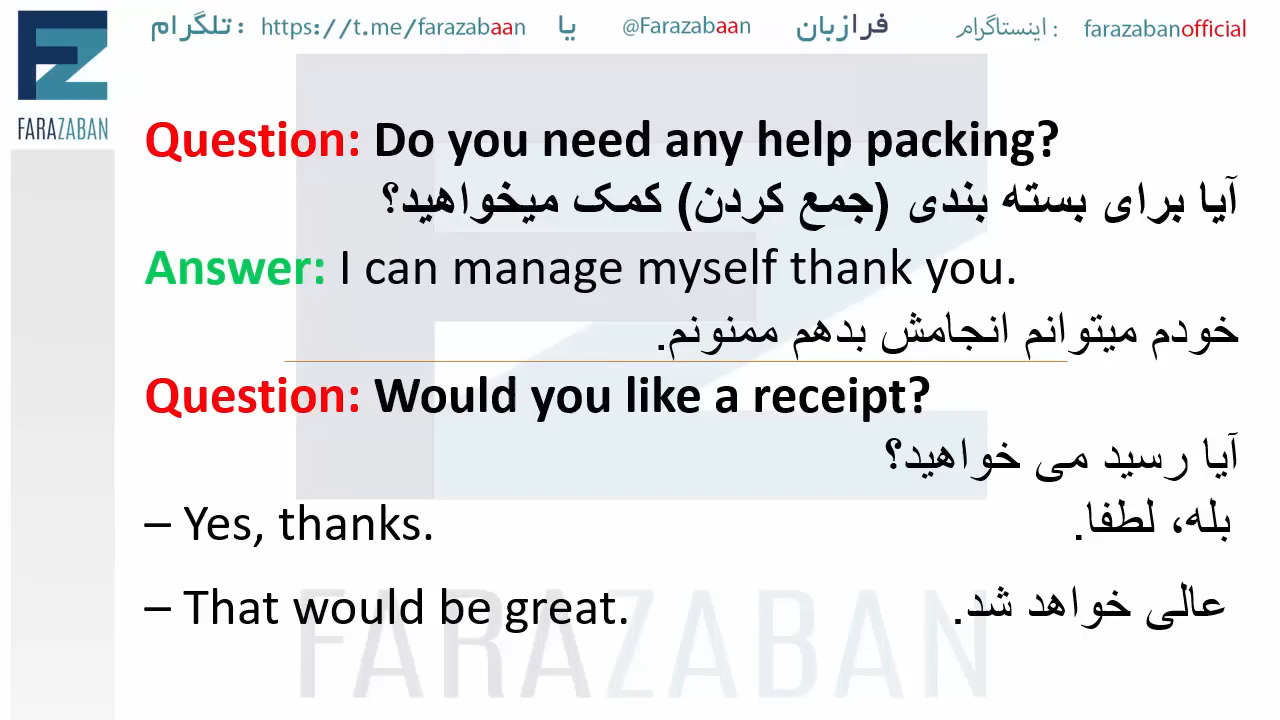 تلگرام : https://t.me/farazabaan یا @Farazabaan فرازبان اینستاگرام : farazabanofficial
FARAZABAN
Question: Do you need any help packing?
آیا برای بسته بندی (جمع کردن) کمک میخواهید؟
Answer: I can manage myself thank you.
خودم میتوانم انجامش بدهم ممنونم.
Question: Would you like a receipt?
آیا رسید می خواهید؟
– Yes, thanks. بله، لطفا.
– That would be great. عالی خواهد شد.
FARAZABAN